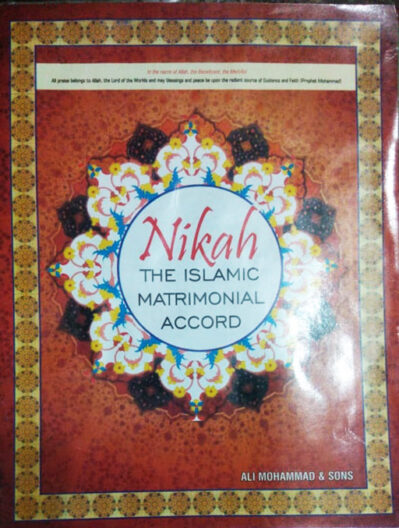 In the name of Allah, the Beneficent, the Merciful
All praise belongs to Allah, the Lord of the Worlds and may blessings and peace be upon the radiant source of Guidance and Faith (Prophet Mohammad)
Nikah
THE ISLAMIC
MATRIMONIAL
ACCORD
ALI MOHAMMAD & SONS